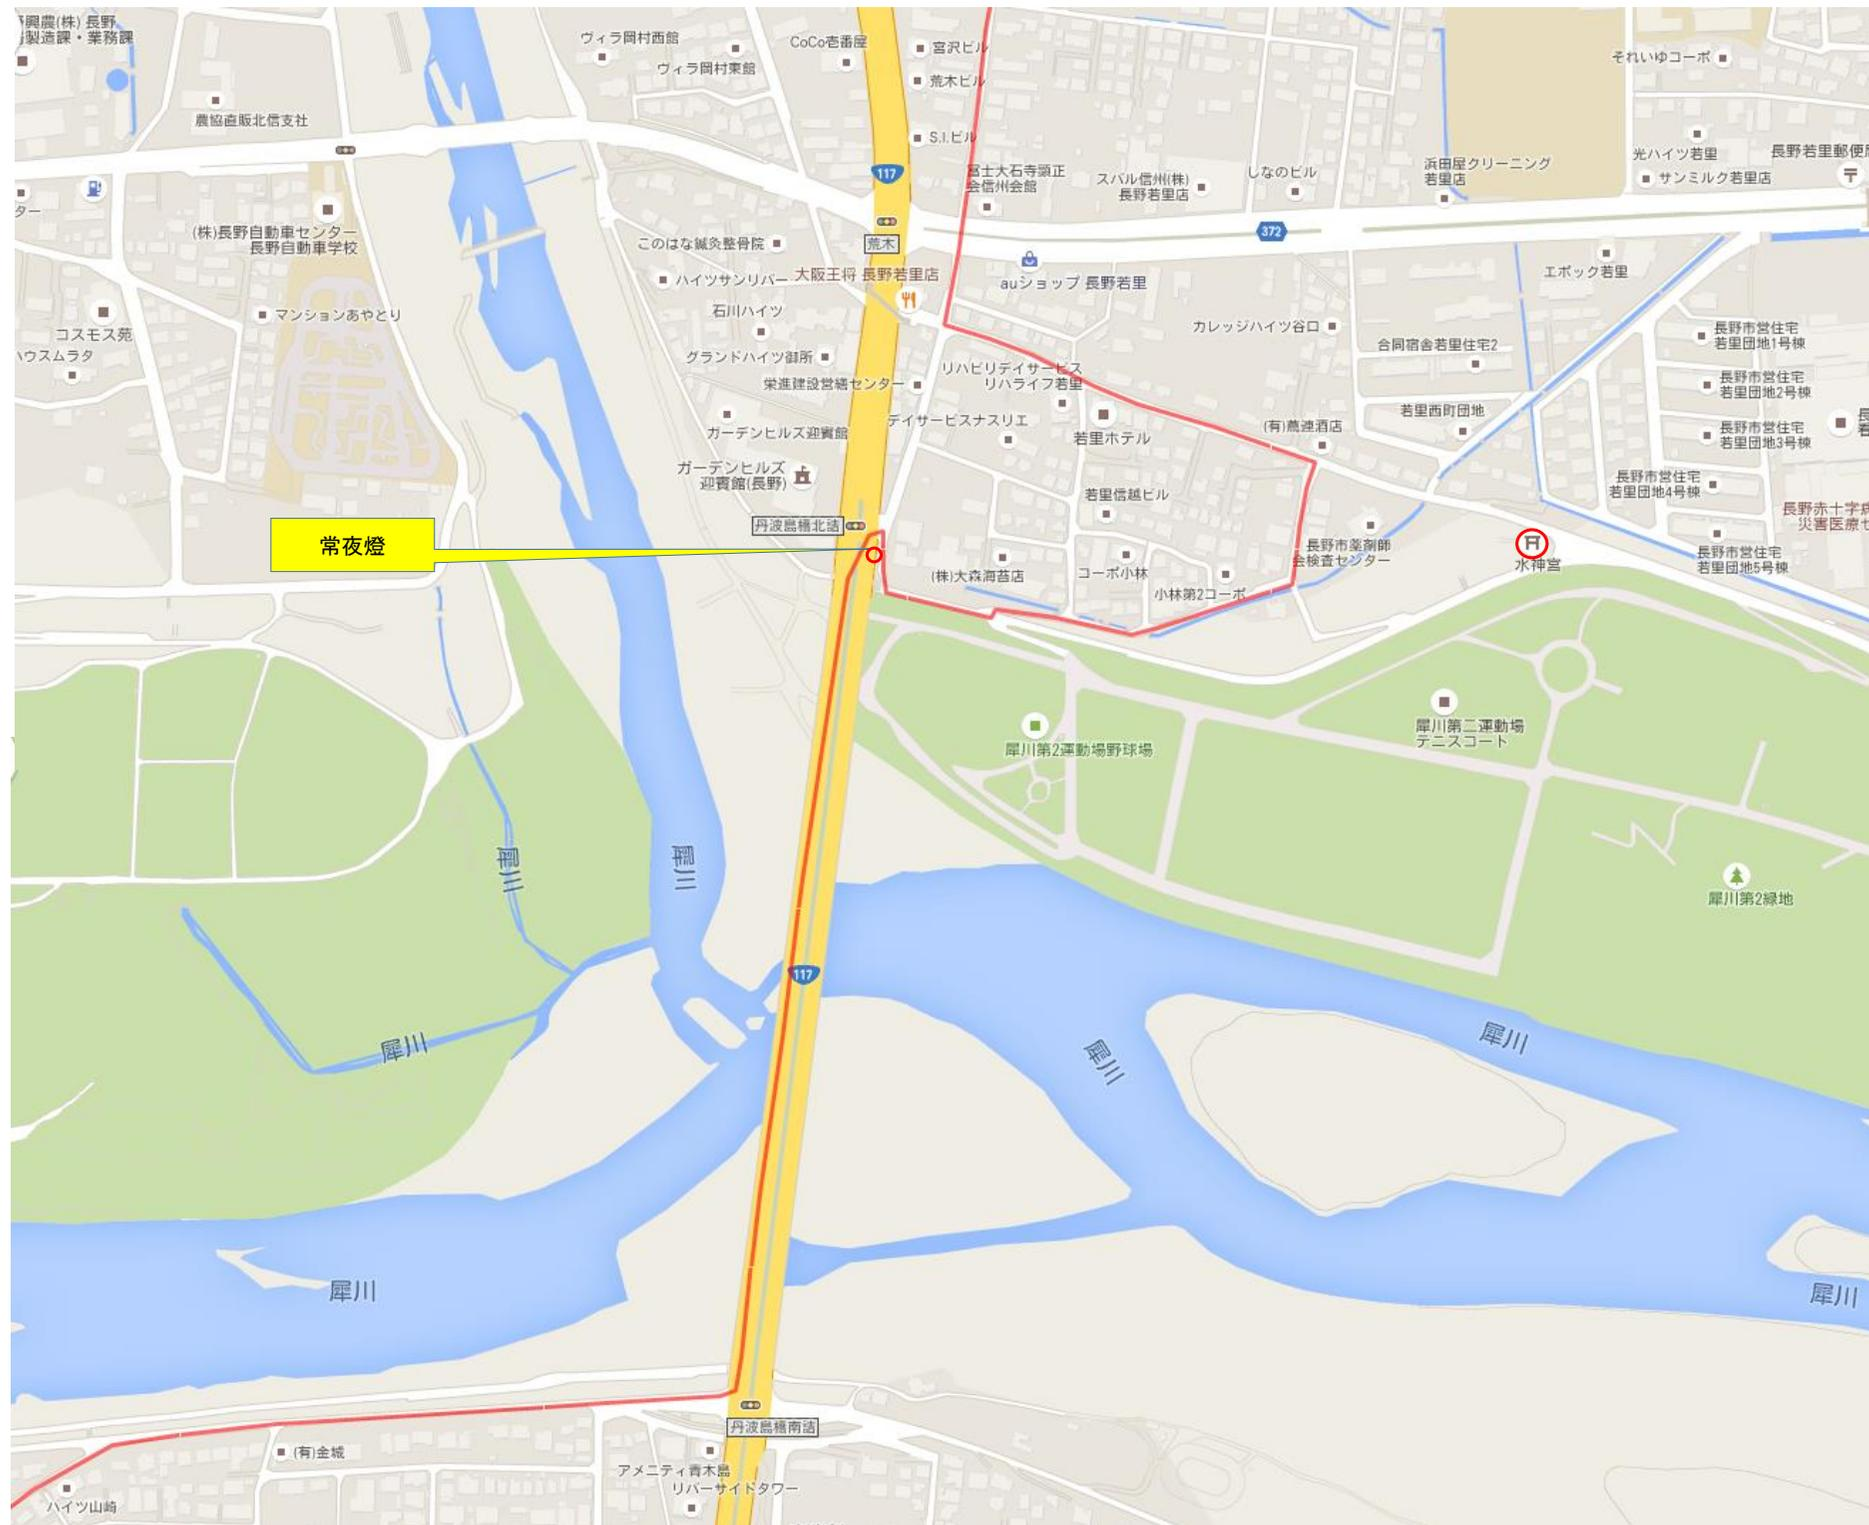 興農(株) 長野
製造課・業務課
ヴィラ岡村西館
ヴィラ岡村東館
CoCo壱番屋
宮沢ビル
荒木ビル
それいゆコーポ
農協直販北信支社
S.I.ビル
117
富士大石寺顕正
会信州会館
スバル信州(株)
長野若里店
しなのビル
浜田屋クリーニング
若里店
光ハイツ若里
サンミルク若里店
長野若里郵便局
ター
(株)長野自動車センター
長野自動車学校
このはな鍼灸整骨院
荒木
372
ハイツサンリバー
大阪王将 長野若里店
auショップ 長野若里
エポック若里
コスモス苑
ハウスムラタ
マンションあやとり
石川ハイツ
グランドハイツ御所
栄進建設営繕センター
カレッジハイツ谷口
合同宿舎若里住宅2
長野市営住宅
若里団地1号棟
長野市営住宅
若里団地2号棟
リハビリデイサービス
リハライフ若里
ガーデンヒルズ迎賓館
デイサービスナスリエ
若里ホテル
(有)蔦連酒店
若里西町団地
長野市営住宅
若里団地3号棟
ガーデンヒルズ
迎賓館(長野)
若里信越ビル
長野市営住宅
若里団地4号棟
長野赤十字病
災害医療セ
丹波島橋北詰
常夜燈
(株)大森海苔店
コーポ小林
小林第2コーポ
長野市薬剤師
会検査センター
水神宮
長野市営住宅
若里団地5号棟
犀川第2運動場野球場
犀川第二運動場
テニスコート
犀川
犀川
犀川第2緑地
117
犀川
犀川
犀川
犀川
犀川
丹波島橋南詰
(有)金城
アメニティ青木島
リバーサイドタワー
ハイツ山崎